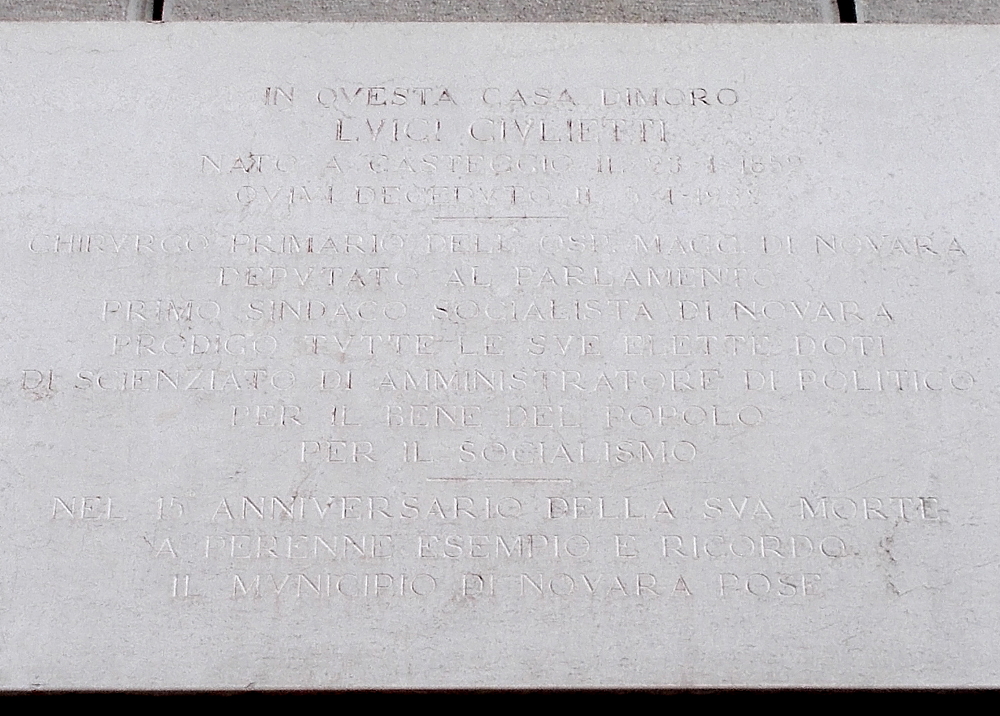 IN QVESTA CASA DIMORO
LVIGI GIVLIETTI
NATO A CASTEGGIO IL 23-1-1859
QVIVI DECEDVTO IL
CHIRVRGO PRIMARIO DELL' OSP. MAGG. DI NOVARA
DEPVTATO AL PARLAMENTO
PRIMO SINDACO SOCIALISTA DI NOVARA
PRODIGO TVTTE LE SVE ELETTE DOTI
DI SCIENZIATO DI AMMINISTRATORE DI POLITICO
PER IL BENE DEL POPOLO
PER IL SOCIALISMO
NEL 15° ANNIVERSARIO DELLA SVA MORTE
A PERENNE ESEMPIO E RICORDO
IL MVNICIPIO DI NOVARA POSE